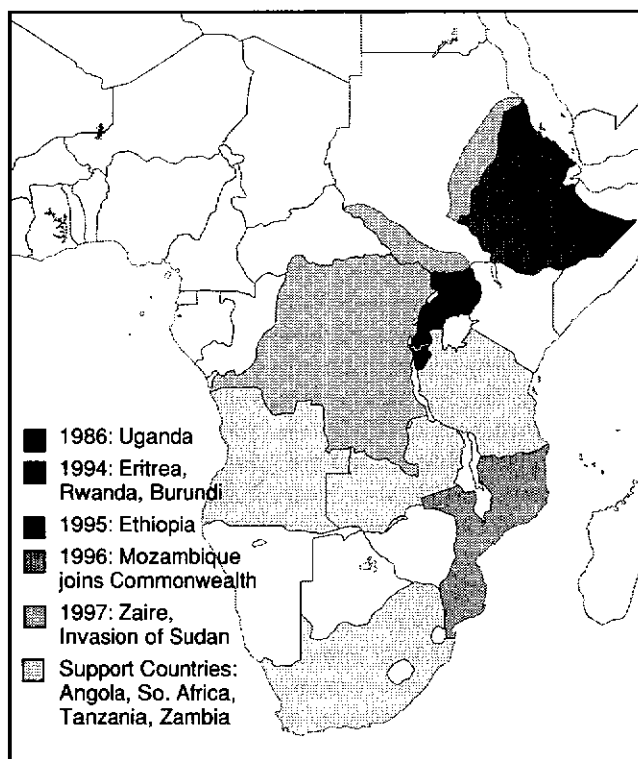 1986: Uganda
1994: Eritrea,
Rwanda, Burundi
1995: Ethiopia
1996: Mozambique
joins Commonwealth
1997: Zaire,
Invasion of Sudan
Support Countries:
Angola, So. Africa,
Tanzania, Zambia